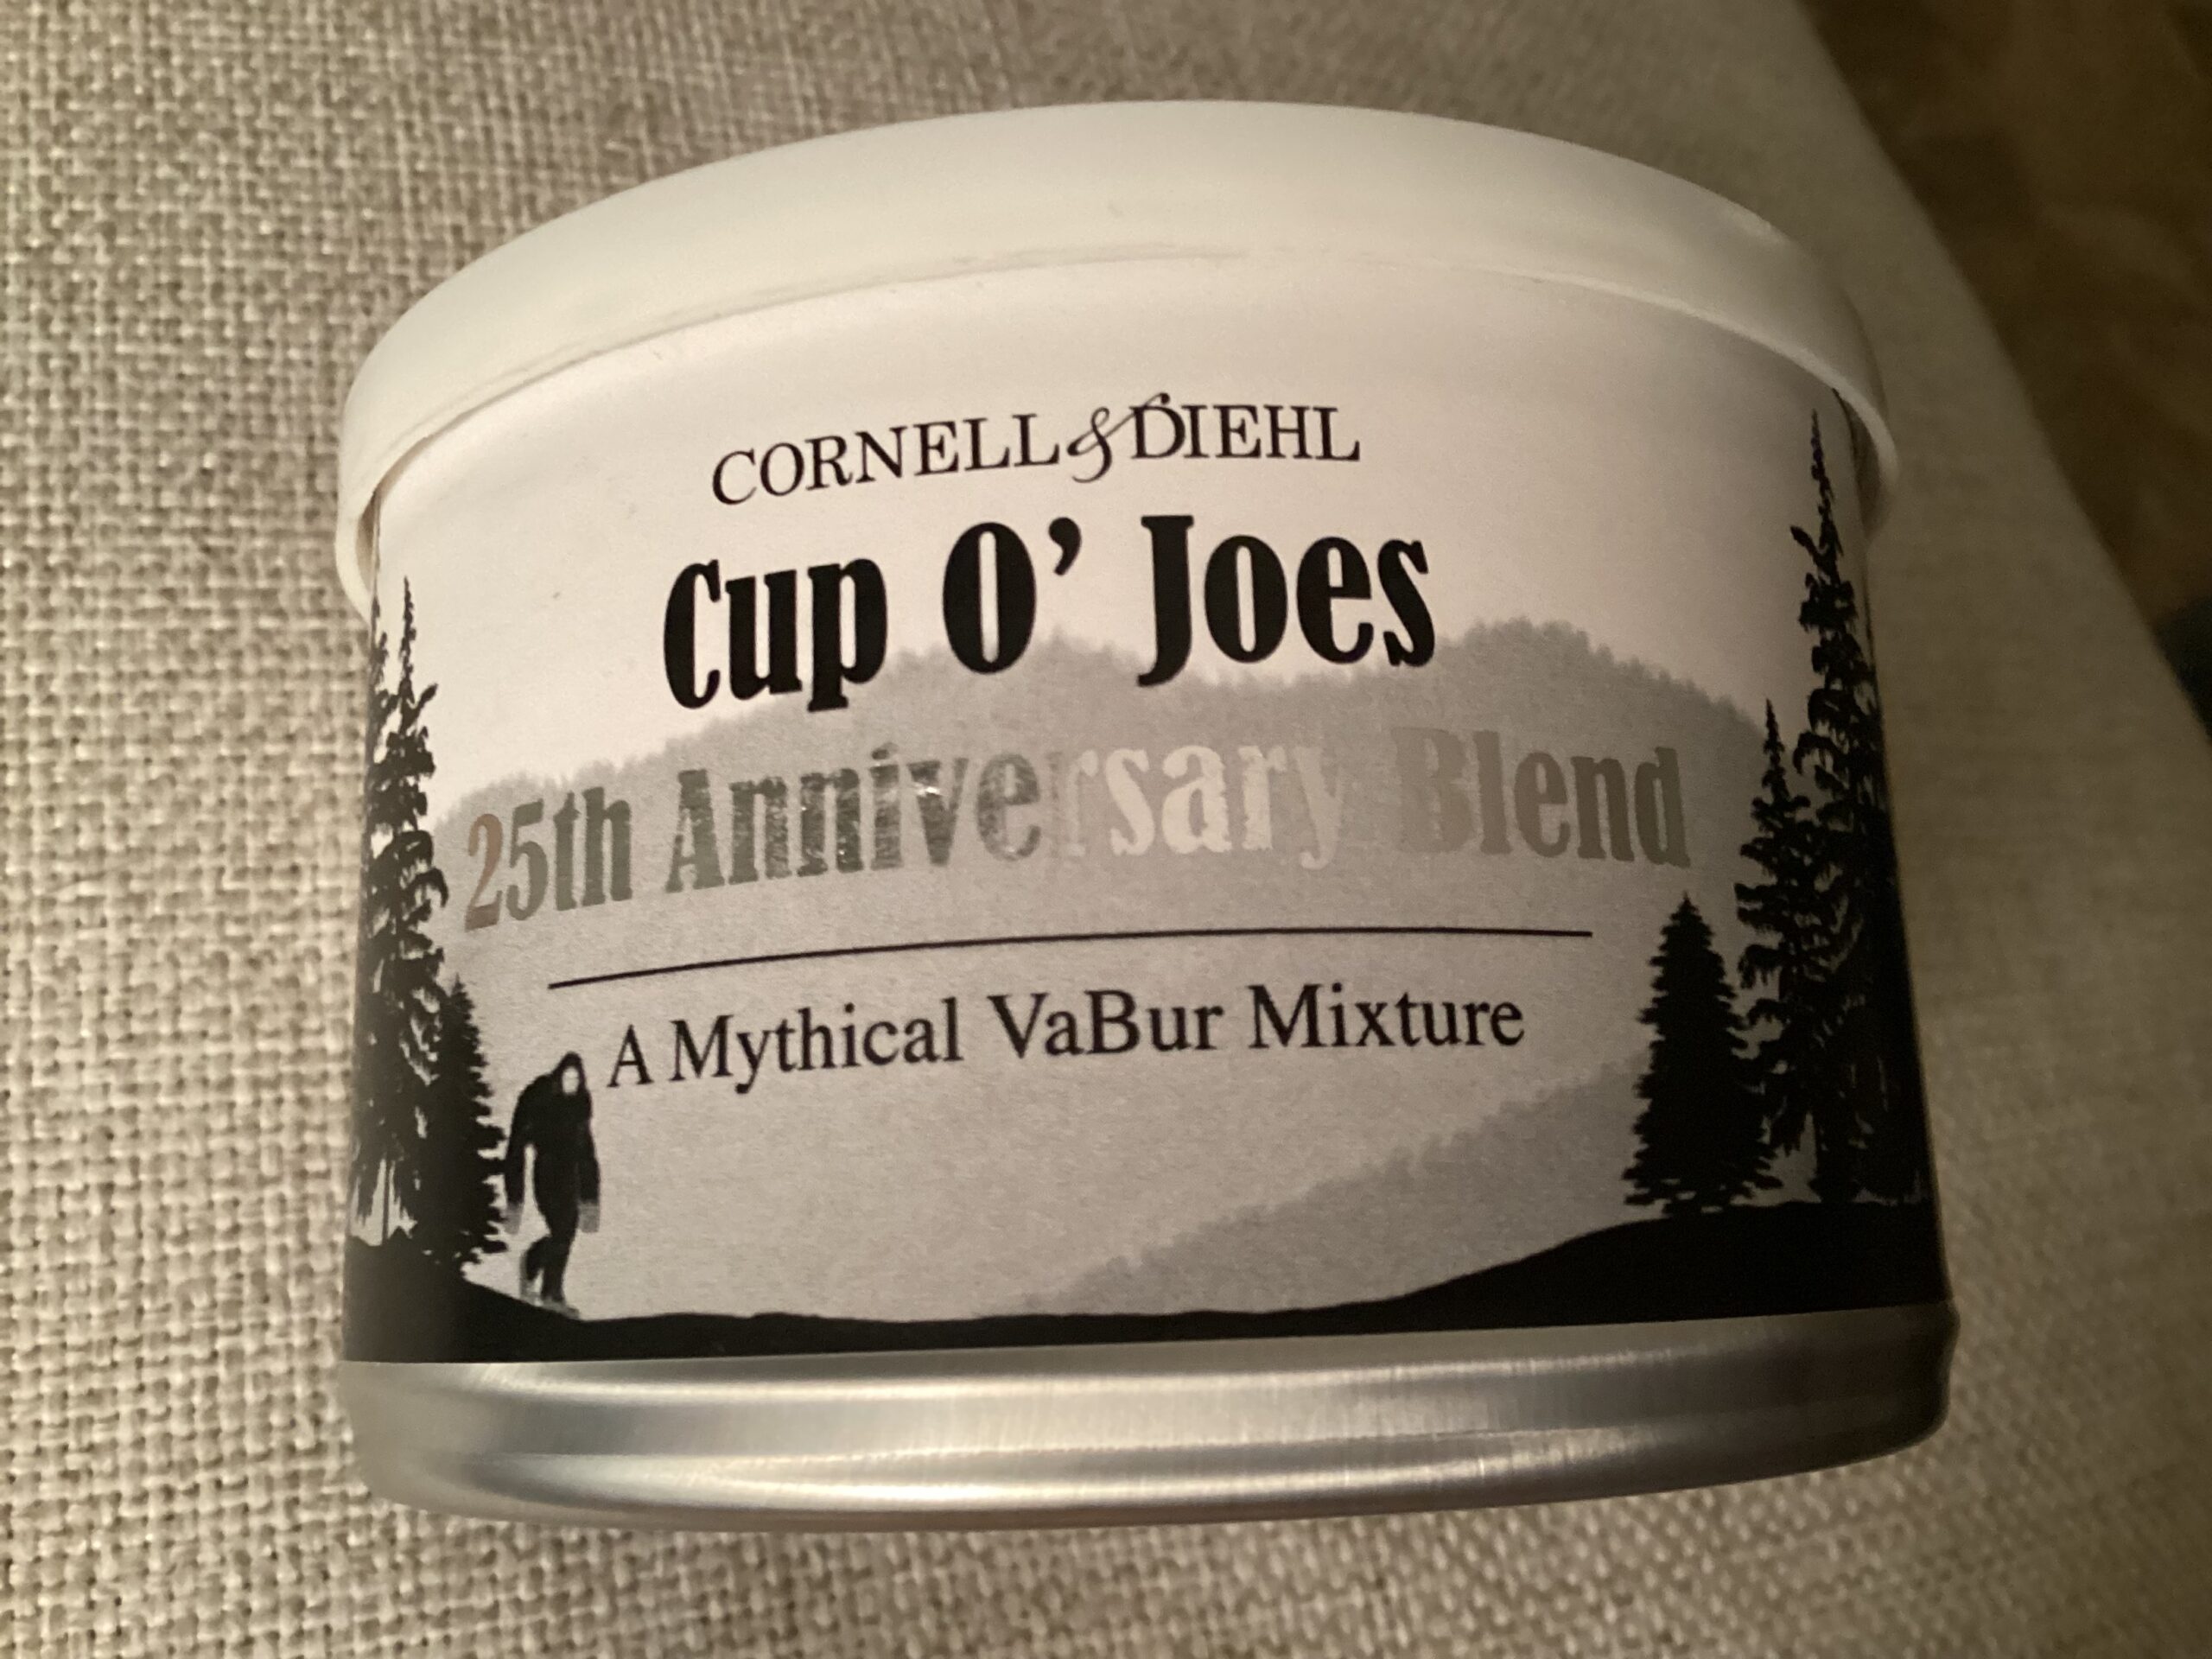 CORNELL & DIEHL
Cup O’ Joes
25th Anniversary Blend
A Mythical VaBur Mixture